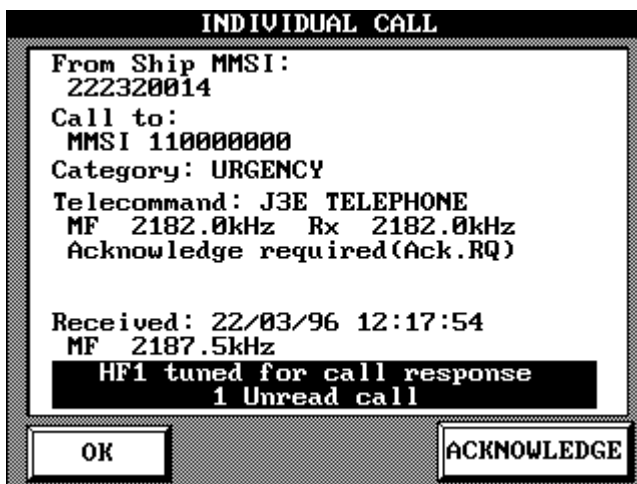 INDIVIDUAL CALL
From Ship MMSI:
222320014
Call to:
MMSI 110000000
Category: URGENCY
Telecommand: J3E TELEPHONE
MF 2182.0kHz Rx 2182.0kHz
Acknowledge required(Ack.RQ)
Received: 22/03/96 12:17:54
MF 2187.5kHz
HF1 tuned for call response
1 Unread call
OK
ACKNOWLEDGE